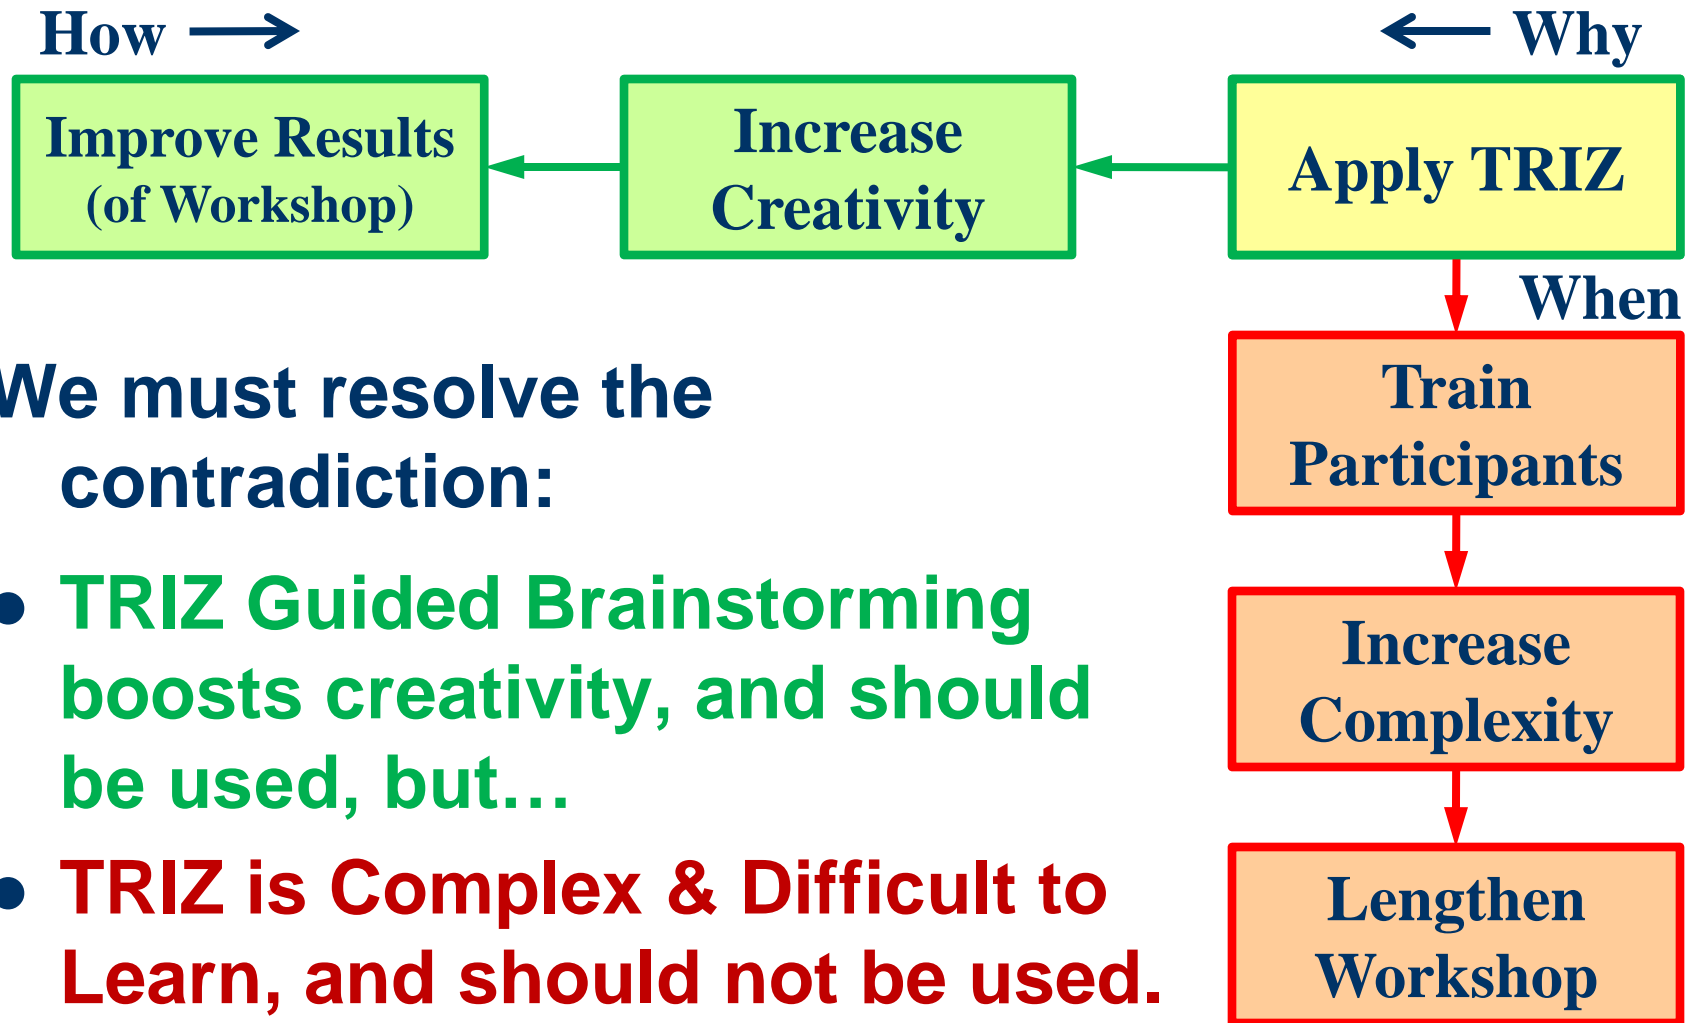 How → ← Why
Improve Results
(of Workshop)
Increase
Creativity
Apply TRIZ
When
Train
Participants
Increase
Complexity
Lengthen
Workshop
We must resolve the
contradiction:
● TRIZ Guided Brainstorming
boosts creativity, and should
be used, but…
● TRIZ is Complex & Difficult to
Learn, and should not be used.